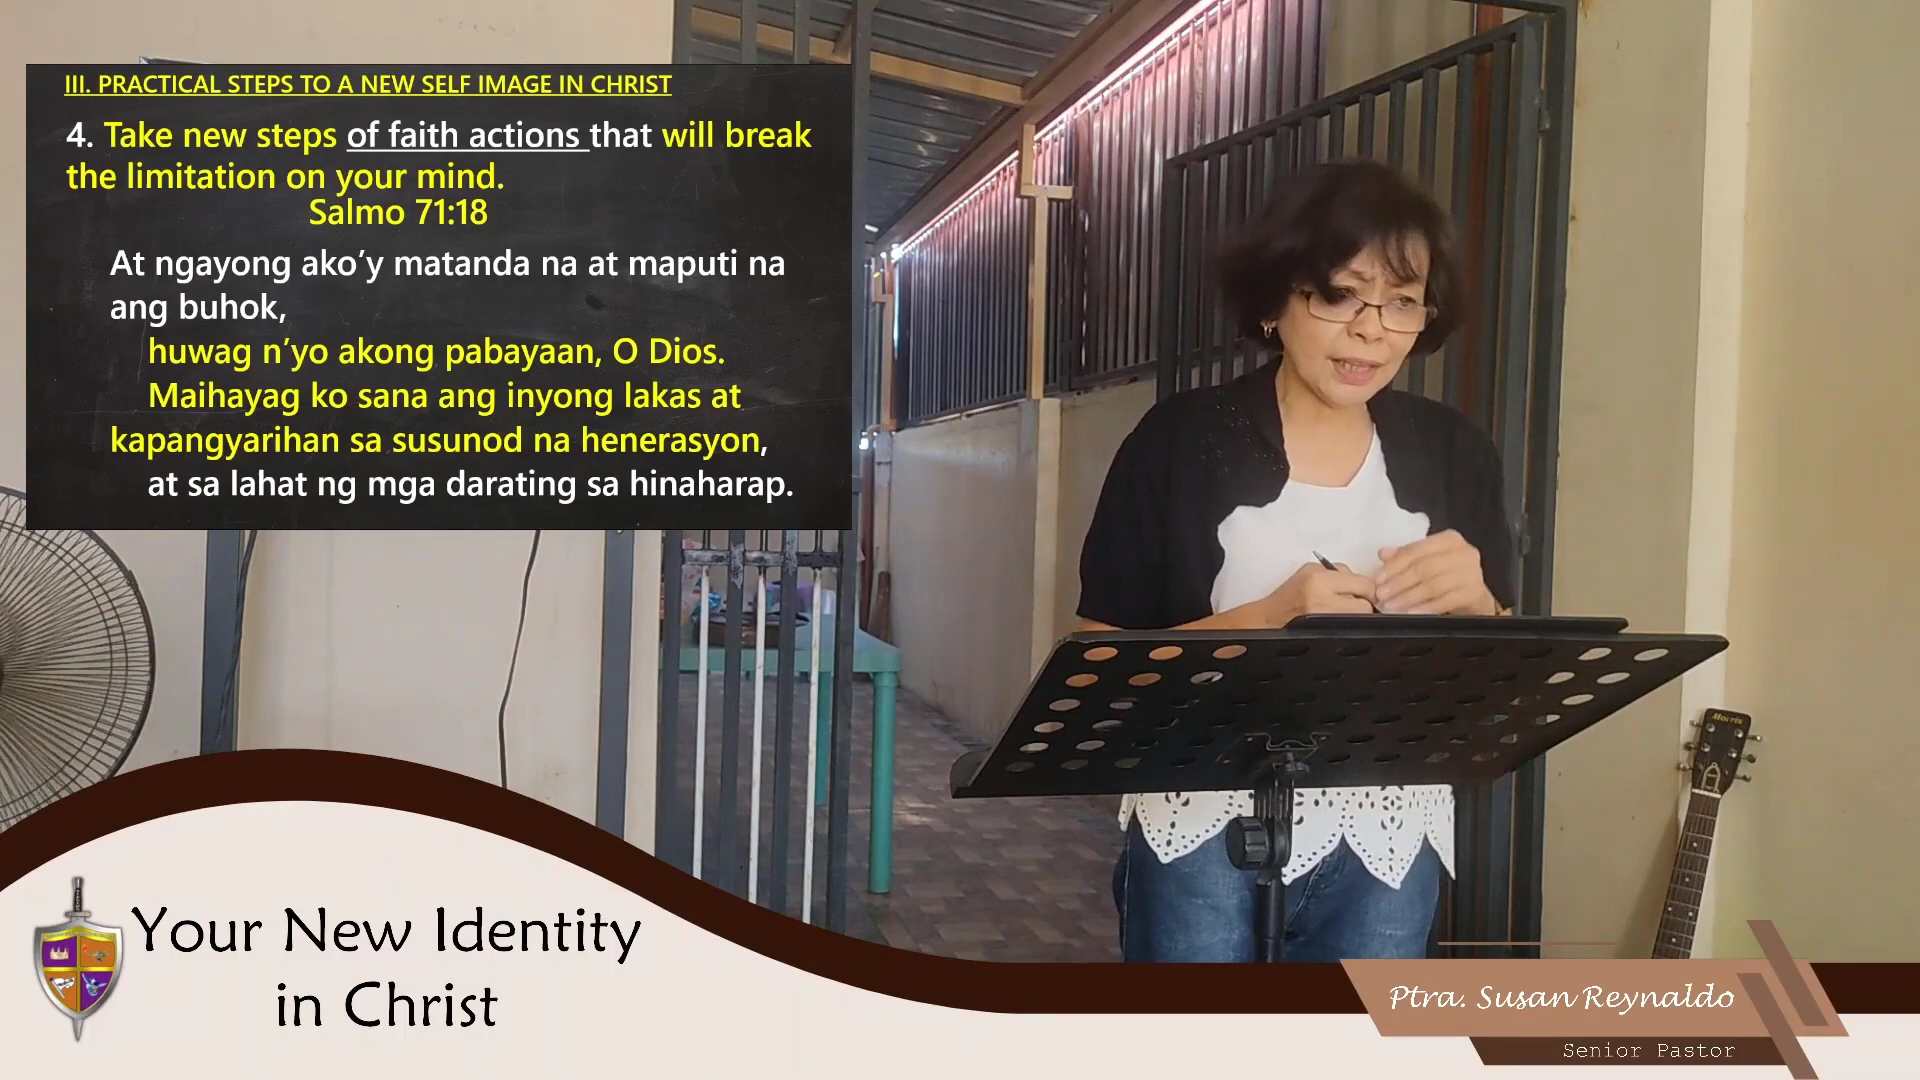 III. PRACTICAL STEPS TO A NEW SELF IMAGE IN CHRIST
4. Take new steps of faith actions that will break
the limitation on your mind.
Salmo 71:18
At ngayong ako’y matanda na at maputi na
ang buhok,
huwag n’yo akong pabayaan, O Dios.
Maihayag ko sana ang inyong lakas at
kapangyarihan sa susunod na henerasyon,
at sa lahat ng mga darating sa hinaharap.
Morris
Your New Identity
in Christ
Ptra. Susan Reynaldo
Senior Pastor